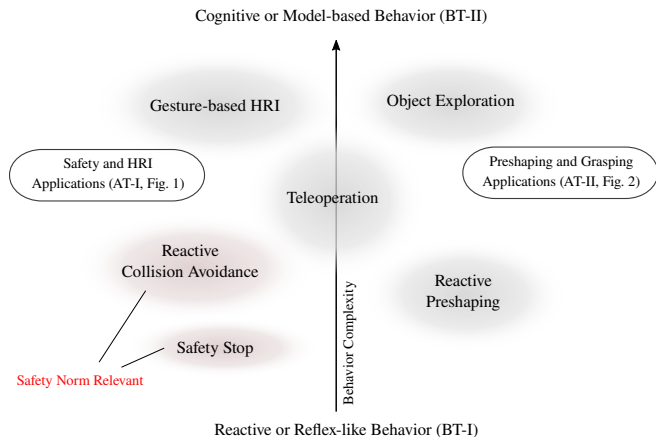 Cognitive or Model-based Behavior (BT-II)
Gesture-based HRI
Object Exploration
Safety and HRI
Applications (AT-I, Fig. 1)
Preshaping and Grasping
Applications (AT-II, Fig. 2)
Teleoperation
Reactive
Collision Avoidance
Reactive
Preshaping
Behavior Complexity
Safety Stop
Safety Norm Relevant
Reactive or Reflex-like Behavior (BT-I)